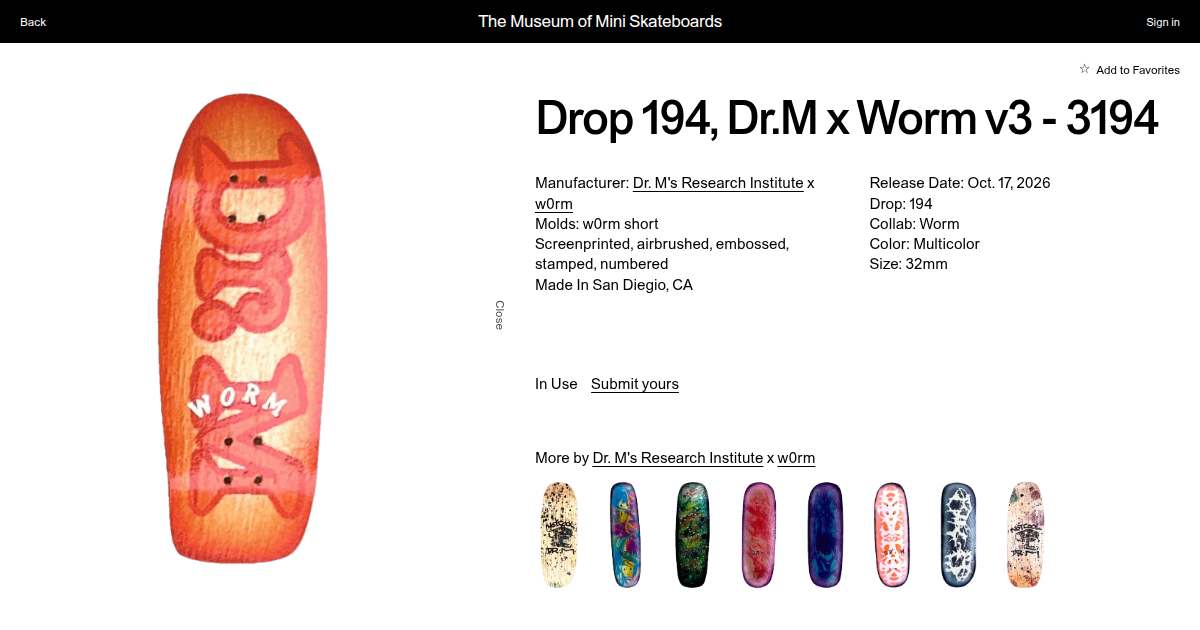 Back
The Museum of Mini Skateboards
Sign in
☆ Add to Favorites
Drop 194, Dr.M x Worm v3 - 3194
Manufacturer: Dr. M's Research Institute x
w0rm
Molds: w0rm short
Screenprinted, airbrushed, embossed,
stamped, numbered
Made In San Diegio, CA
Release Date: Oct. 17, 2026
Drop: 194
Collab: Worm
Color: Multicolor
Size: 32mm
Dr.
M
WORM
Close
In Use Submit yours
More by Dr. M's Research Institute x w0rm